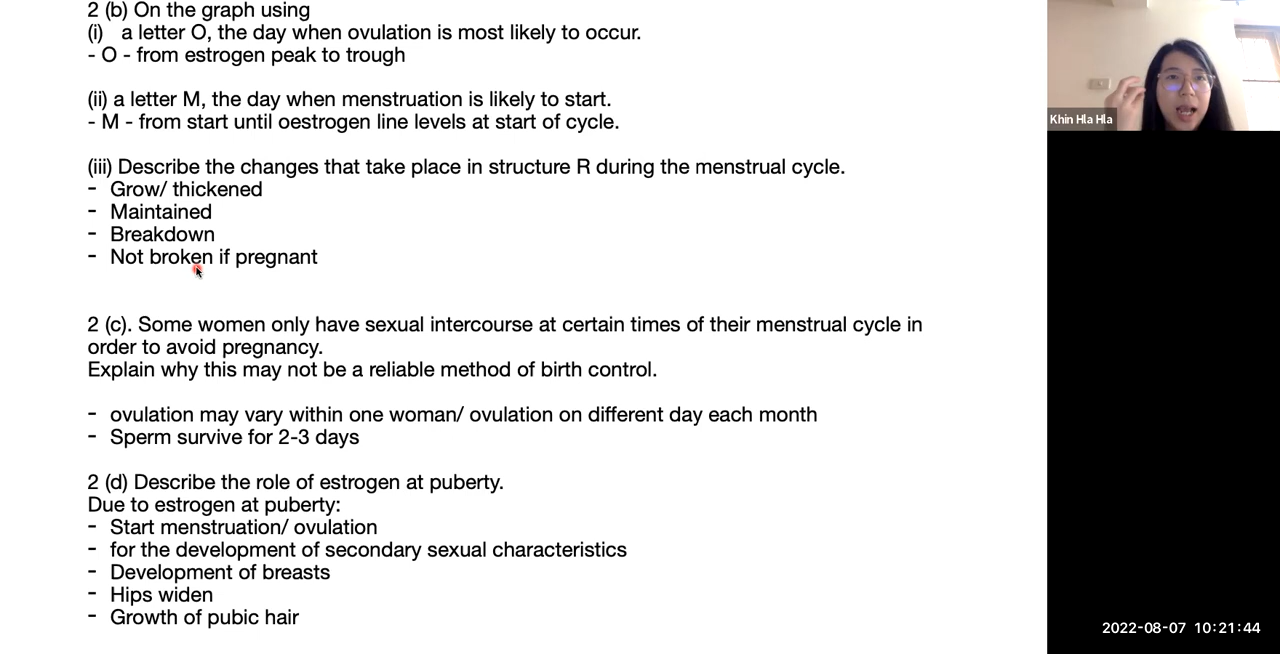 2 (b) On the graph using
(i) a letter O, the day when ovulation is most likely to occur.
- O - from estrogen peak to trough
(ii) a letter M, the day when menstruation is likely to start.
- M - from start until oestrogen line levels at start of cycle.
(iii) Describe the changes that take place in structure R during the menstrual cycle.
- Grow/ thickened
- Maintained
- Breakdown
- Not broken if pregnant
2 (c). Some women only have sexual intercourse at certain times of their menstrual cycle in
order to avoid pregnancy.
Explain why this may not be a reliable method of birth control.
- ovulation may vary within one woman/ ovulation on different day each month
- Sperm survive for 2-3 days
2 (d) Describe the role of estrogen at puberty.
Due to estrogen at puberty:
- Start menstruation/ ovulation
- for the development of secondary sexual characteristics
- Development of breasts
- Hips widen
- Growth of pubic hair
Khin Hla Hla
2022-08-07 10:21:44